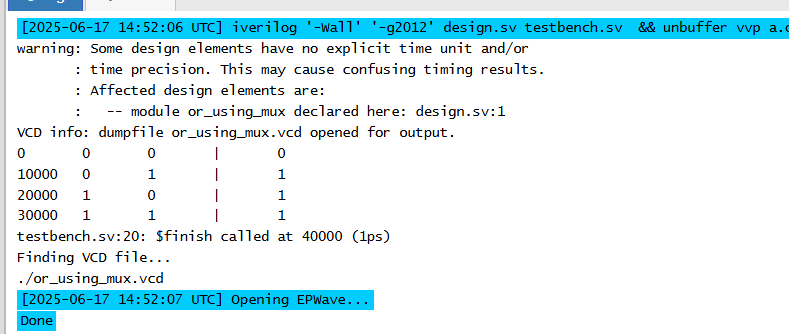 [2025-06-17 14:52:06 UTC] iverilog '-Wall' '-g2012' design.sv testbench.sv  && unbuffer vvp
warning: Some design elements have no explicit time unit and/or
       : time precision. This may cause confusing timing results.
       : Affected design elements are:
       :   -- module or_using_mux declared here: design.sv:1
VCD info: dumpfile or_using_mux.vcd opened for output.
0       0       0       |       0
10000   0       1       |       1
20000   1       0       |       1
30000   1       1       |       1
testbench.sv:20: $finish called at 40000 (1ps)
Finding VCD file...
./or_using_mux.vcd
[2025-06-17 14:52:07 UTC] Opening EPWave...
Done